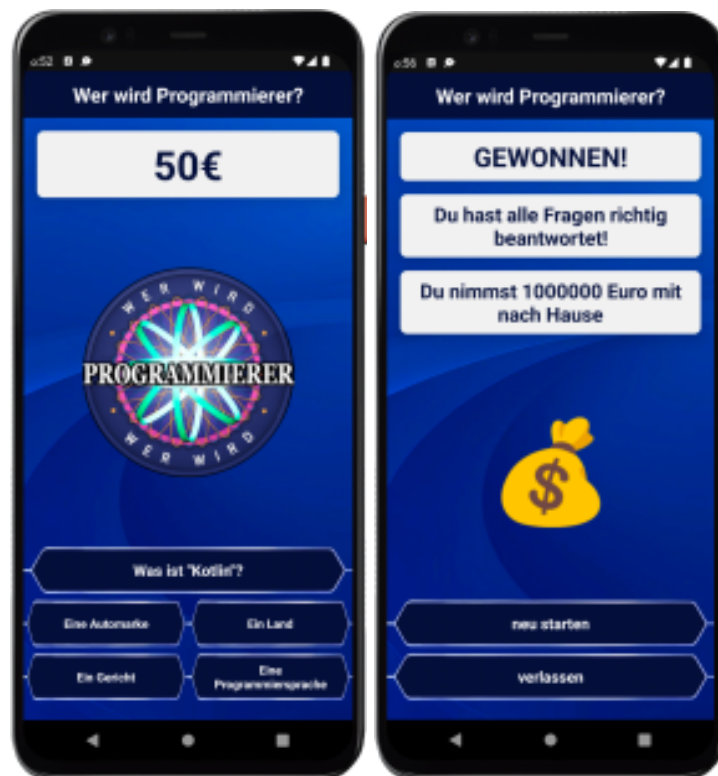 Wer wird Programmierer?
50€
WER WIRD
PROGRAMMIERER
WER WIRD
Was ist "Kotlin"?
Eine Automarke
Ein Land
Ein Gericht
Eine
Programmiersprache
Wer wird Programmierer?
GEWONNEN!
Du hast alle Fragen richtig
beantwortet!
Du nimmst 1000000 Euro mit
nach Hause
$
neu starten
verlassen